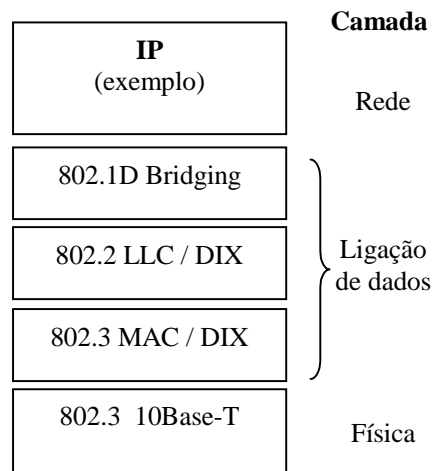 Camada
IP
(exemplo)
Rede
802.1D Bridging
802.2 LLC / DIX
Ligação
de dados
802.3 MAC / DIX
802.3 10Base-T
Física